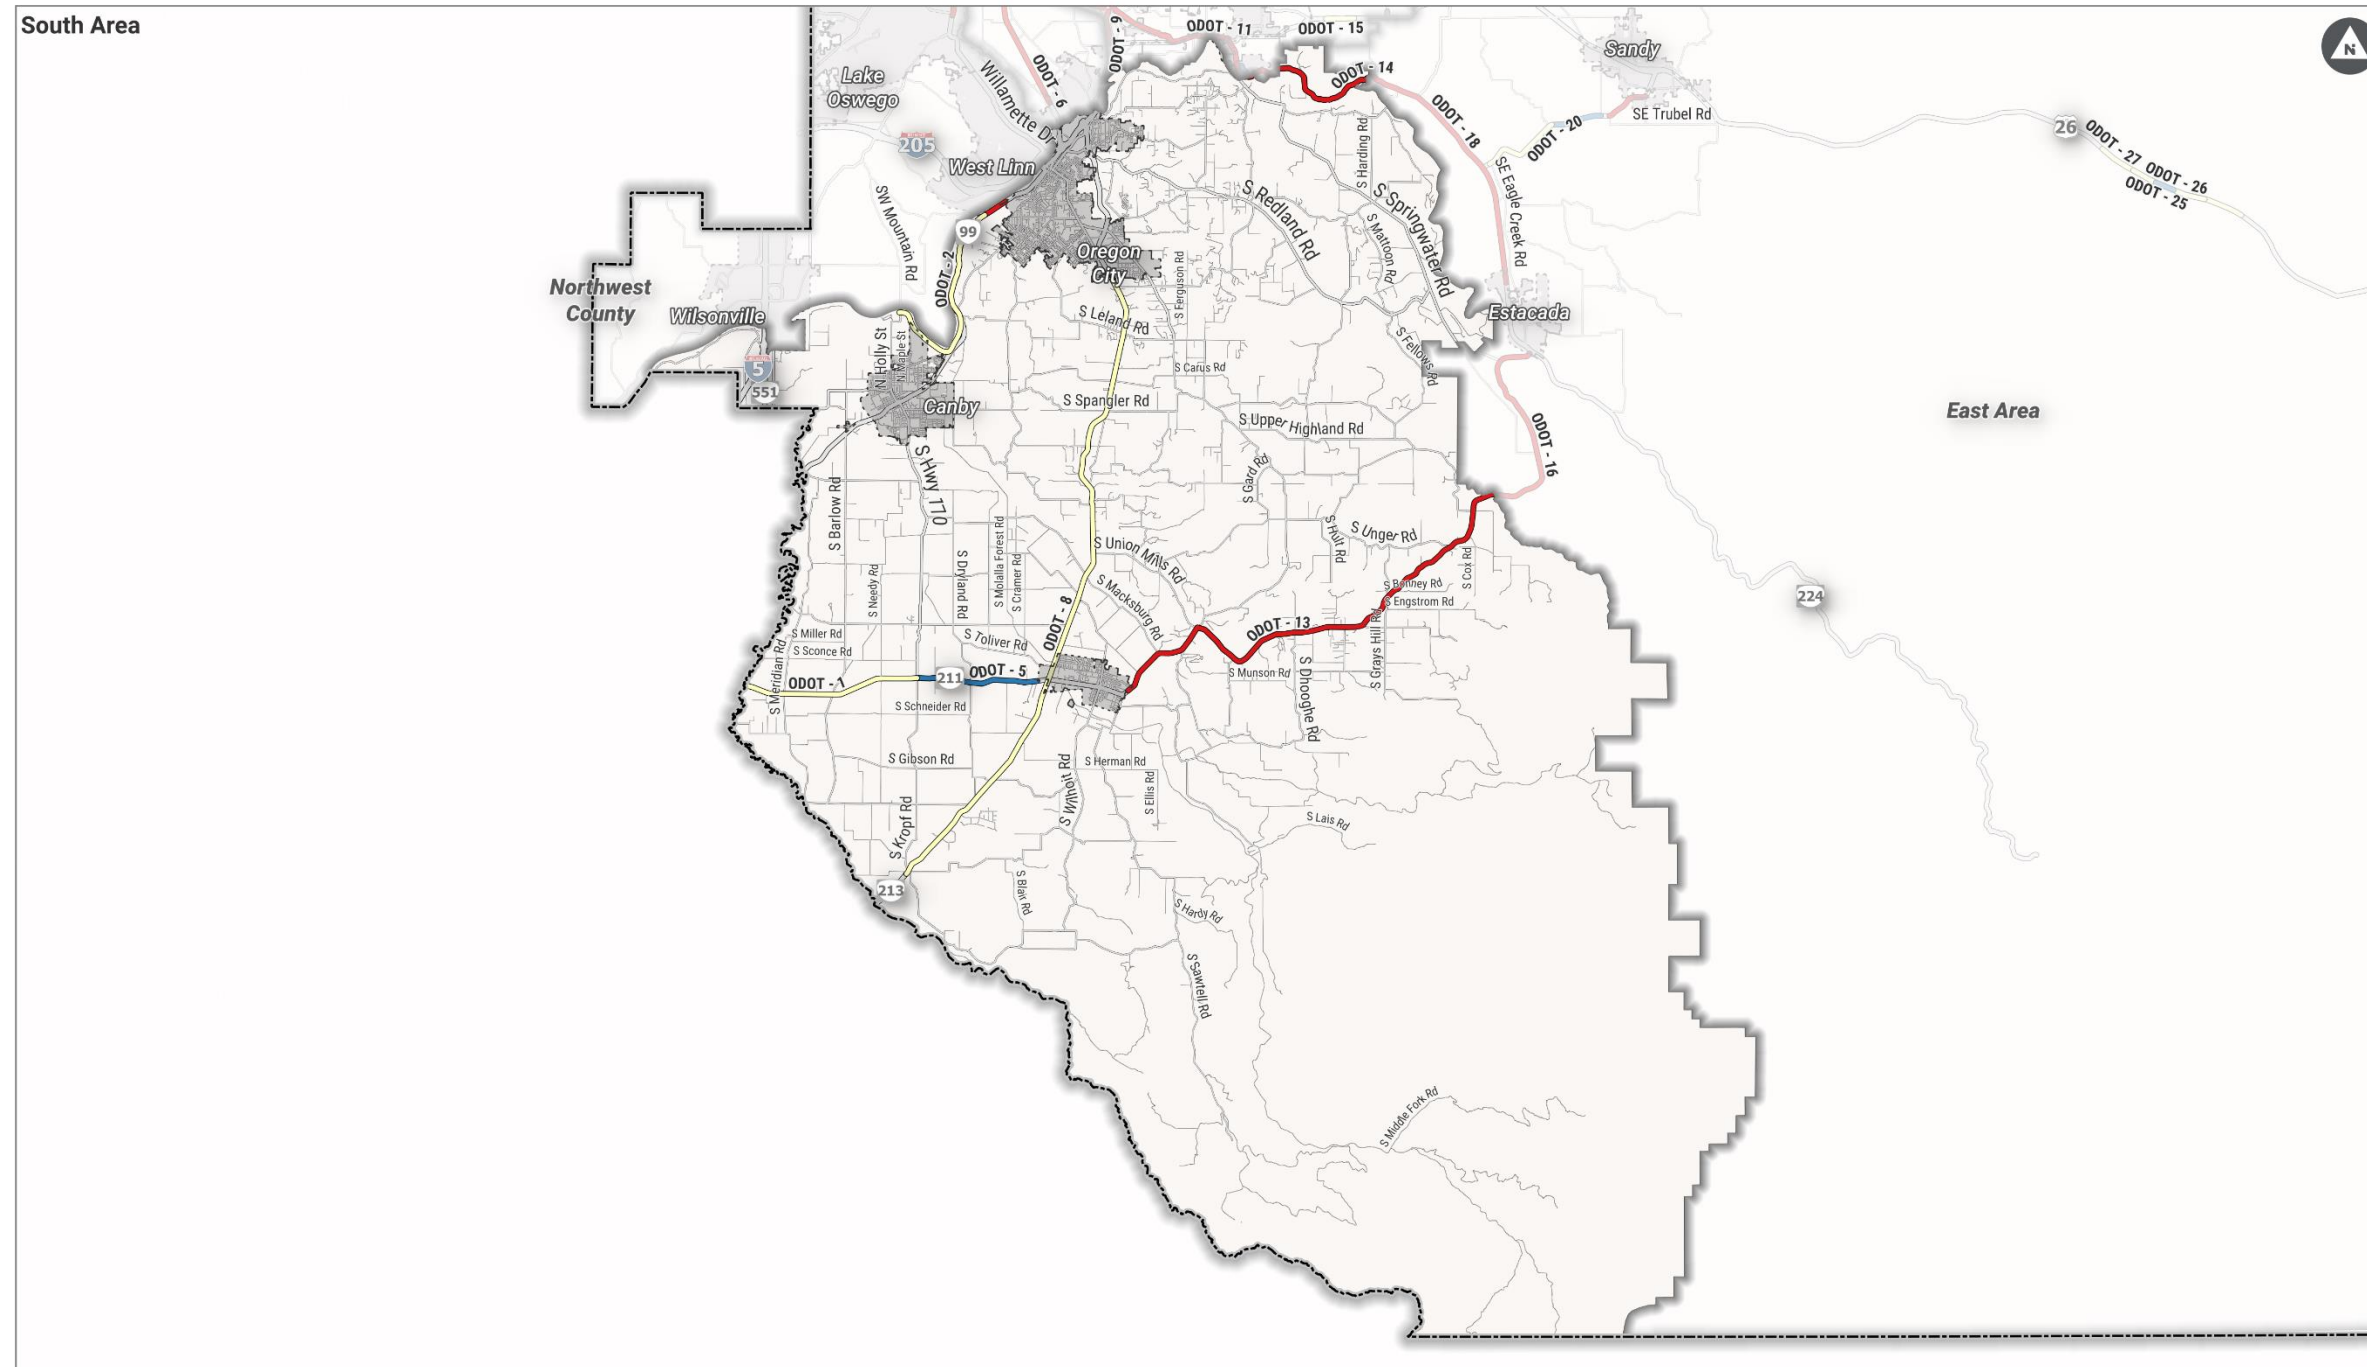 South Area
ODOT - 9
ODOT - 11
ODOT - 15
Sandy
N
Lake
Oswego
Willamette Dr
ODOT - 6
ODOT - 14
ODOT - 18
SE Trubel Rd
ODOT - 20
26
ODOT - 27
ODOT - 26
ODOT - 25
205
West Linn
S Harding Rd
SE Eagle Creek Rd
SW Mountain Rd
S Redland Rd
S Springwater Rd
S Mattoon Rd
99
Oregon
City
S Ferguson Rd
ODOT - 2
Northwest
County
Wilsonville
Estacada
S Leland Rd
N Holly St
N Maple St
S Fellows Rd
5
551
S Carus Rd
Canby
S Spangler Rd
S Upper Highland Rd
East Area
ODOT - 16
S Hwy 170
S Gard Rd
S Barlow Rd
S Molalla Forest Rd
S Hult Rd
S Unger Rd
S Union Mills Rd
S Dryland Rd
S Cramer Rd
S Needy Rd
S Cox Rd
S Bonney Rd
S Engstrom Rd
224
S Macksburg Rd
ODOT - 8
ODOT - 13
S Miller Rd
S Toliver Rd
S Sconce Rd
S Meridian Rd
S Grays Hill Rd
S Munson Rd
S Dhooghe Rd
ODOT - 1
211
ODOT - 5
S Schneider Rd
S Gibson Rd
S Wilhoit Rd
S Herman Rd
S Ellis Rd
S Kropf Rd
S Lais Rd
213
S Blair Rd
S Hardy Rd
S Sawtell Rd
S Middle Fork Rd